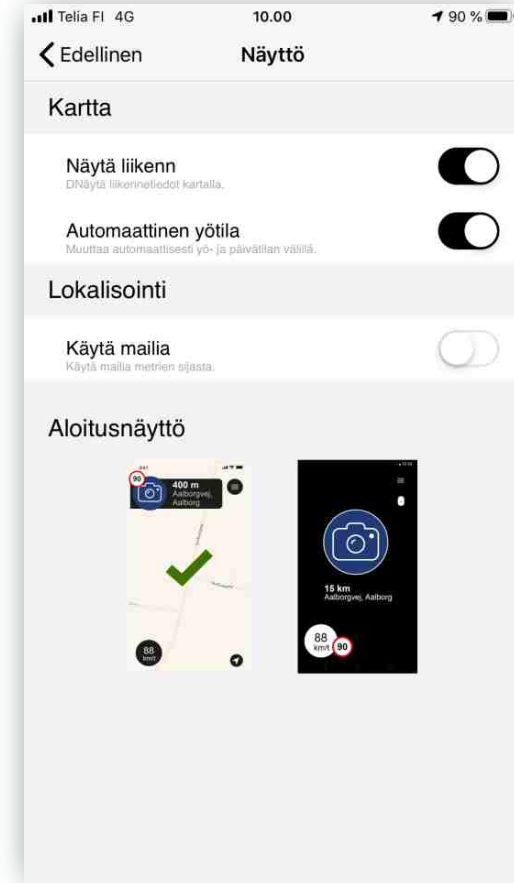 Telia FI 4G 10.00 90 %
Edellinen Näyttö
Kartta
Näytä liikenn
DNäytä liikennetiedot kartalla.
Automaattinen yötila
Muuttaa automaattisesti yö- ja päivätilan välillä.
Lokalisointi
Käytä mailia
Käytä mailia metrien sijasta.
Aloitusnäyttö
90
400 m
Aalborgvej,
Aalborg
88
km/t
15 km
Aalborgvej, Aalborg
88
km/t
90